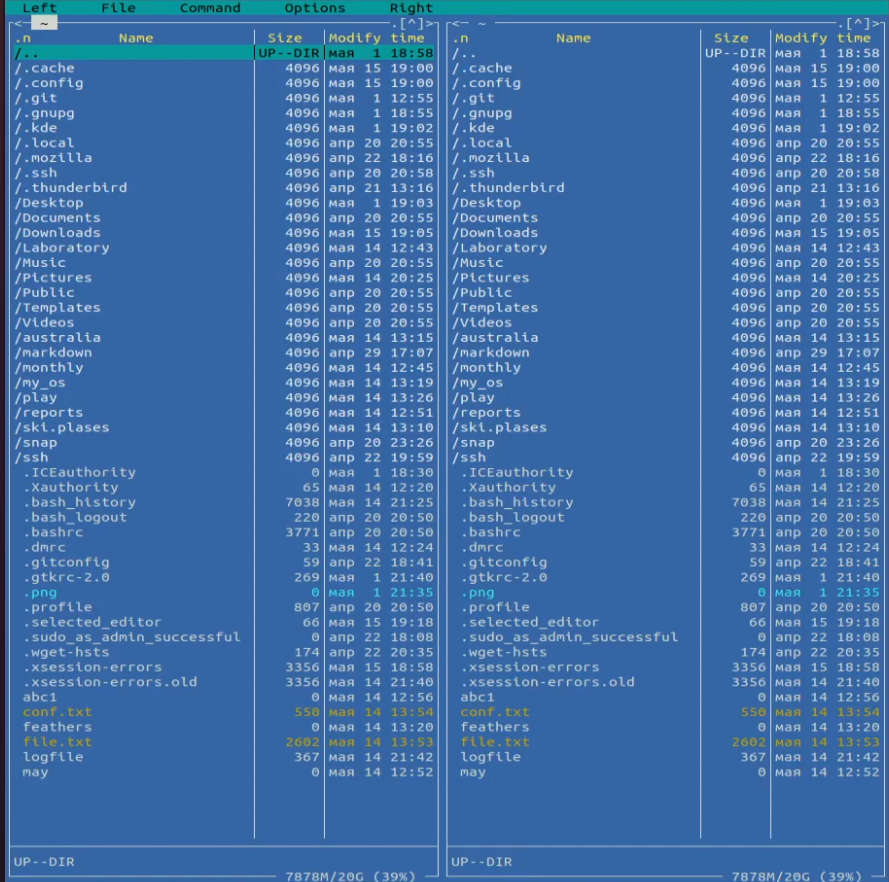 Left File Command Options Right
<─ ~ .[^]>
.n Name Size Modify time
/.. UP--DIR мая 1 18:58
/.cache 4096 мая 15 19:00
/.config 4096 мая 15 19:00
/.git 4096 мая 1 12:55
/.gnupg 4096 мая 1 18:55
/.kde 4096 мая 1 19:02
/.local 4096 апр 20 20:55
/.mozilla 4096 апр 22 18:16
/.ssh 4096 апр 20 20:58
/.thunderbird 4096 апр 21 13:16
/Desktop 4096 мая 1 19:03
/Documents 4096 апр 20 20:55
/Downloads 4096 мая 15 19:05
/Laboratory 4096 мая 14 12:43
/Music 4096 апр 20 20:55
/Pictures 4096 мая 14 20:25
/Public 4096 апр 20 20:55
/Templates 4096 апр 20 20:55
/Videos 4096 апр 20 20:55
/australia 4096 мая 14 13:15
/markdown 4096 апр 29 17:07
/monthly 4096 мая 14 12:45
/my_os 4096 мая 14 13:19
/play 4096 мая 14 13:26
/reports 4096 мая 14 12:51
/ski.plases 4096 мая 14 13:10
/snap 4096 апр 20 23:26
/ssh 4096 апр 22 19:59
.ICEauthority 0 мая 1 18:30
.Xauthority 65 мая 14 12:20
.bash_history 7038 мая 14 21:25
.bash_logout 220 апр 20 20:50
.bashrc 3771 апр 20 20:50
.dmrc 33 мая 14 12:24
.gitconfig 59 апр 22 18:41
.gtkrc-2.0 269 мая 1 21:40
.png 0 мая 1 21:35
.profile 807 апр 20 20:50
.selected_editor 66 мая 15 19:18
.sudo_as_admin_successful 0 апр 22 18:08
.wget-hsts 174 апр 22 20:35
.xsession-errors 3356 мая 15 18:58
.xsession-errors.old 3356 мая 14 21:40
abc1 0 мая 14 12:56
conf.txt 550 мая 14 13:54
feathers 0 мая 14 13:20
file.txt 2602 мая 14 13:53
logfile 367 мая 14 21:42
may 0 мая 14 12:52
UP--DIR
7878M/20G (39%)
<─ ~ .[^]>
.n Name Size Modify time
/.. UP--DIR мая 1 18:58
/.cache 4096 мая 15 19:00
/.config 4096 мая 15 19:00
/.git 4096 мая 1 12:55
/.gnupg 4096 мая 1 18:55
/.kde 4096 мая 1 19:02
/.local 4096 апр 20 20:55
/.mozilla 4096 апр 22 18:16
/.ssh 4096 апр 20 20:58
/.thunderbird 4096 апр 21 13:16
/Desktop 4096 мая 1 19:03
/Documents 4096 апр 20 20:55
/Downloads 4096 мая 15 19:05
/Laboratory 4096 мая 14 12:43
/Music 4096 апр 20 20:55
/Pictures 4096 мая 14 20:25
/Public 4096 апр 20 20:55
/Templates 4096 апр 20 20:55
/Videos 4096 апр 20 20:55
/australia 4096 мая 14 13:15
/markdown 4096 апр 29 17:07
/monthly 4096 мая 14 12:45
/my_os 4096 мая 14 13:19
/play 4096 мая 14 13:26
/reports 4096 мая 14 12:51
/ski.plases 4096 мая 14 13:10
/snap 4096 апр 20 23:26
/ssh 4096 апр 22 19:59
.ICEauthority 0 мая 1 18:30
.Xauthority 65 мая 14 12:20
.bash_history 7038 мая 14 21:25
.bash_logout 220 апр 20 20:50
.bashrc 3771 апр 20 20:50
.dmrc 33 мая 14 12:24
.gitconfig 59 апр 22 18:41
.gtkrc-2.0 269 мая 1 21:40
.png 0 мая 1 21:35
.profile 807 апр 20 20:50
.selected_editor 66 мая 15 19:18
.sudo_as_admin_successful 0 апр 22 18:08
.wget-hsts 174 апр 22 20:35
.xsession-errors 3356 мая 15 18:58
.xsession-errors.old 3356 мая 14 21:40
abc1 0 мая 14 12:56
conf.txt 550 мая 14 13:54
feathers 0 мая 14 13:20
file.txt 2602 мая 14 13:53
logfile 367 мая 14 21:42
may 0 мая 14 12:52
UP--DIR
7878M/20G (39%)